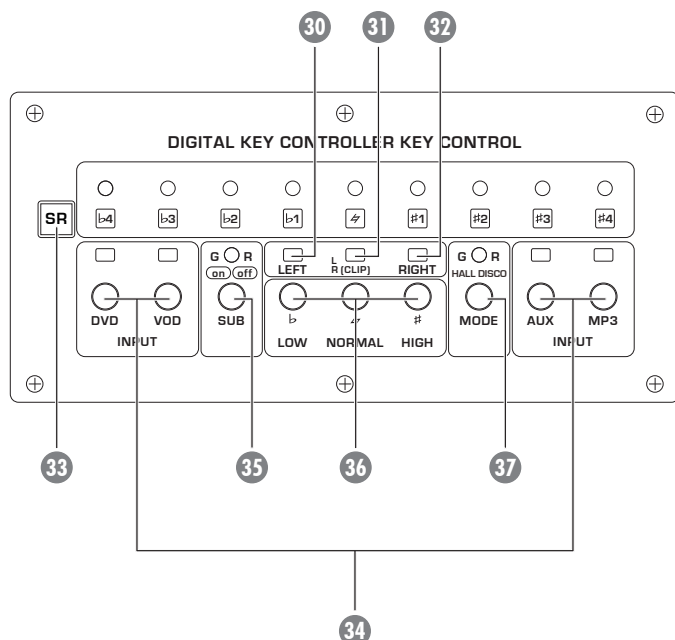 30 31 32
DIGITAL KEY CONTROLLER KEY CONTROL
SR ♭4 ♭3 ♭2 ♭1 ♮ ♯1 ♯2 ♯3 ♯4
G R
on off
LEFT
L
R (CLIP)
RIGHT
G R
HALL DISCO
DVD VOD
INPUT
SUB
♭ ♮ ♯
LOW NORMAL HIGH
MODE
AUX MP3
INPUT
33 35 36 37
34